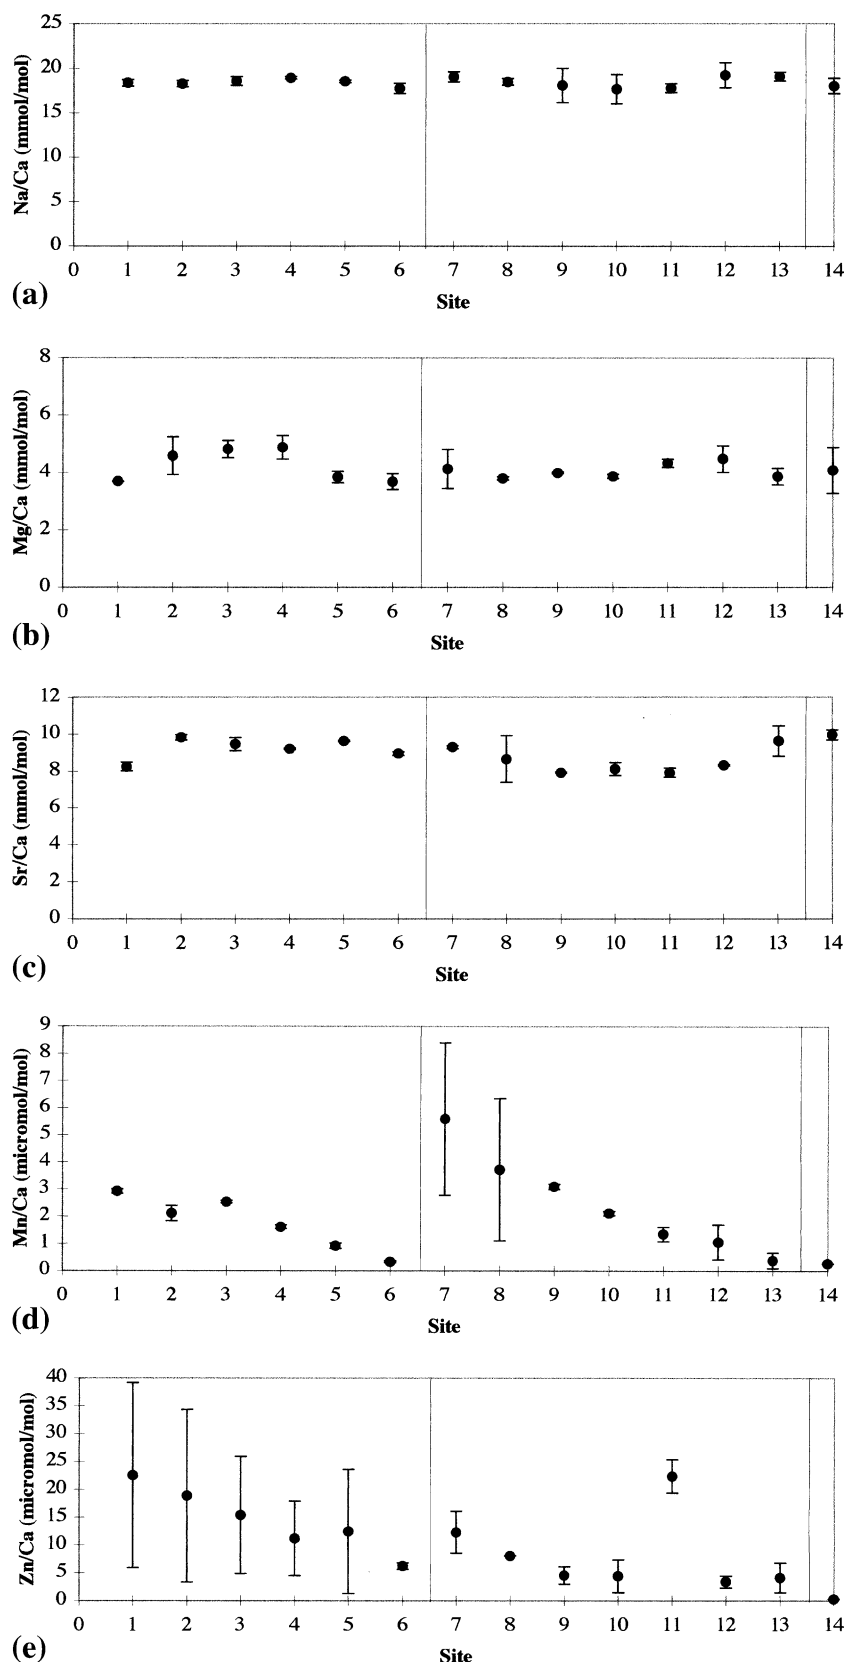 25
20
15
10
5
0
Na/Ca (mmol/mol)
0 1 2 3 4 5 6 7 8 9 10 11 12 13 14
(a)
Site
8
6
4
2
0
Mg/Ca (mmol/mol)
0 1 2 3 4 5 6 7 8 9 10 11 12 13 14
(b)
Site
12
10
8
6
4
2
0
Sr/Ca (mmol/mol)
0 1 2 3 4 5 6 7 8 9 10 11 12 13 14
(c)
Site
9
8
7
6
5
4
3
2
1
0
Mn/Ca (micromol/mol)
0 1 2 3 4 5 6 7 8 9 10 11 12 13 14
(d)
Site
40
35
30
25
20
15
10
5
0
Zn/Ca (micromol/mol)
0 1 2 3 4 5 6 7 8 9 10 11 12 13 14
(e)
Site